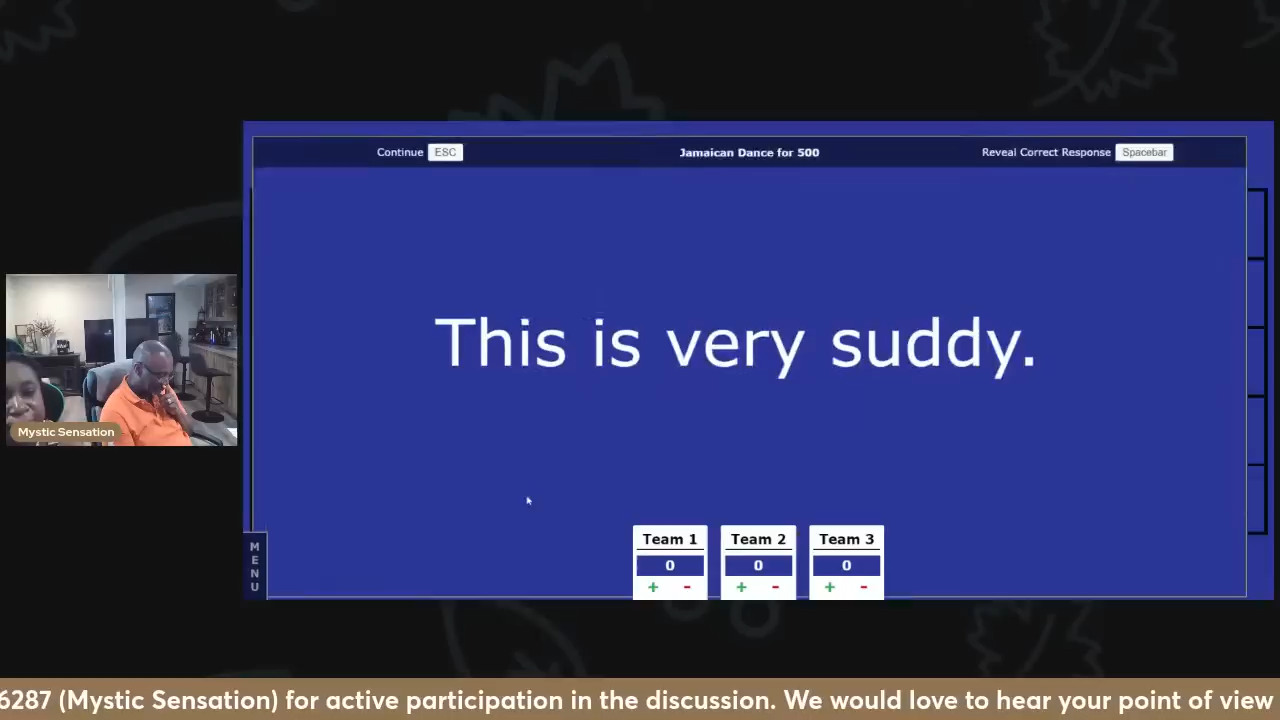 Continue ESC
Jamaican Dance for 500
Reveal Correct Response Spacebar
This is very suddy.
Mystic Sensation
MENU
Team 1 Team 2 Team 3
0 0 0
+ - + - + -
6287 (Mystic Sensation) for active participation in the discussion. We would love to hear your point of view